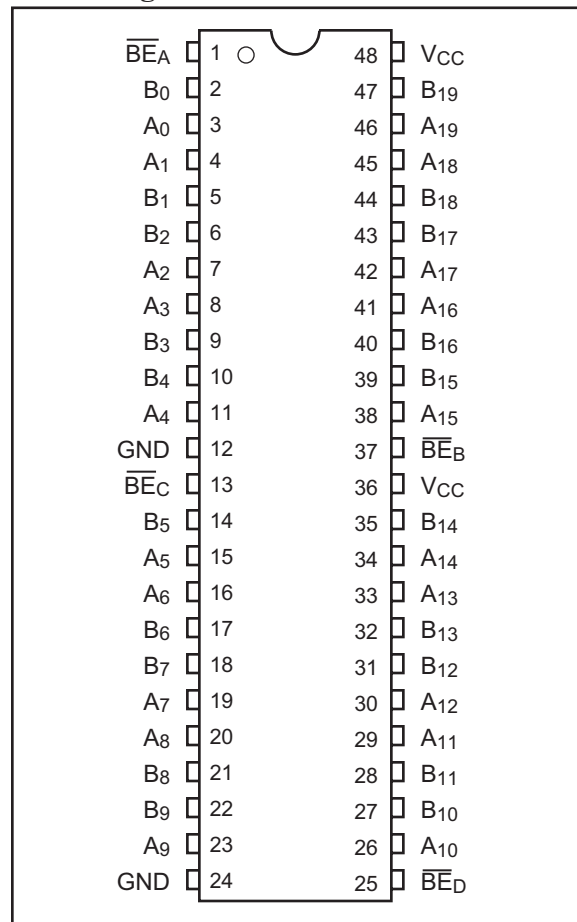 B̅E̅A 1 48 VCC
B0 2 47 B19
A0 3 46 A19
A1 4 45 A18
B1 5 44 B18
B2 6 43 B17
A2 7 42 A17
A3 8 41 A16
B3 9 40 B16
B4 10 39 B15
A4 11 38 A15
GND 12 37 B̅E̅B
B̅E̅C 13 36 VCC
B5 14 35 B14
A5 15 34 A14
A6 16 33 A13
B6 17 32 B13
B7 18 31 B12
A7 19 30 A12
A8 20 29 A11
B8 21 28 B11
B9 22 27 B10
A9 23 26 A10
GND 24 25 B̅E̅D